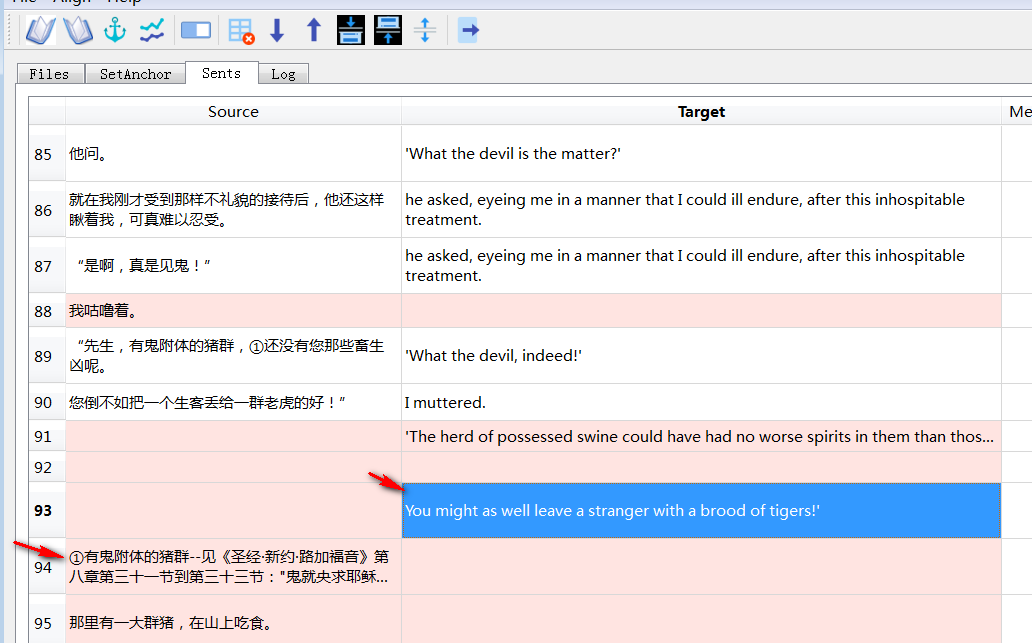 Files
SetAnchor
Sents
Log
Source
Target
Me
85
他问。
'What the devil is the matter?'
86
就在我刚才受到那样不礼貌的接待后，他还这样
瞅着我，可真难以忍受。
he asked, eyeing me in a manner that I could ill endure, after this inhospitable
treatment.
87
“是啊，真是见鬼！”
he asked, eyeing me in a manner that I could ill endure, after this inhospitable
treatment.
88
我咕噜着。
89
“先生，有鬼附体的猪群，①还没有您那些畜生
凶呢。
'What the devil, indeed!'
90
您倒不如把一个生客丢给一群老虎的好！”
I muttered.
91
'The herd of possessed swine could have had no worse spirits in them than thos...
92
93
You might as well leave a stranger with a brood of tigers!'
94
①有鬼附体的猪群--见《圣经·新约·路加福音》第
八章第三十一节到第三十三节："鬼就央求耶稣...
95
那里有一大群猪，在山上吃食。